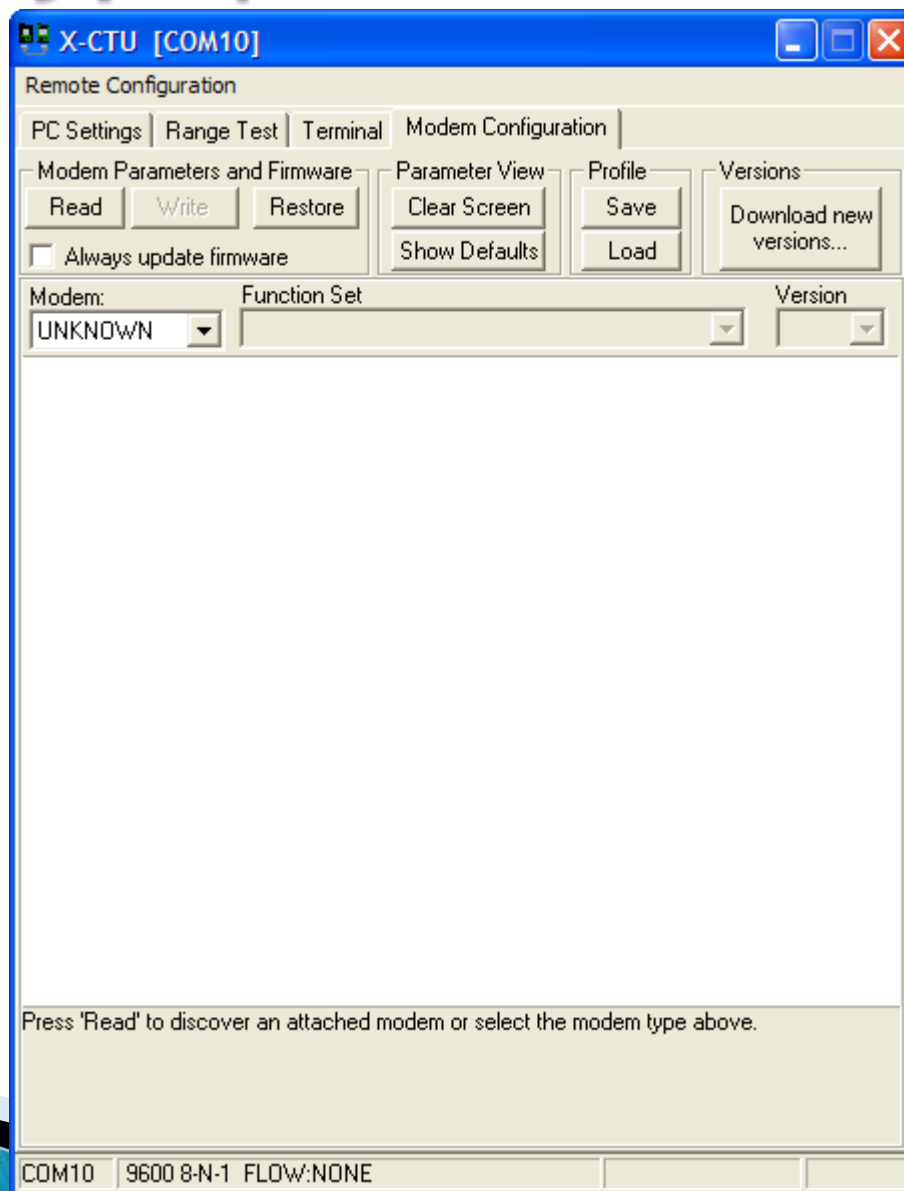 X-CTU [COM10]
Remote Configuration
PC Settings Range Test Terminal Modem Configuration
Modem Parameters and Firmware Parameter View Profile Versions
Read Write Restore Clear Screen Save Download new versions...
Always update firmware Show Defaults Load
Modem: Function Set Version
UNKNOWN
Press 'Read' to discover an attached modem or select the modem type above.
COM10 9600 8-N-1 FLOW:NONE